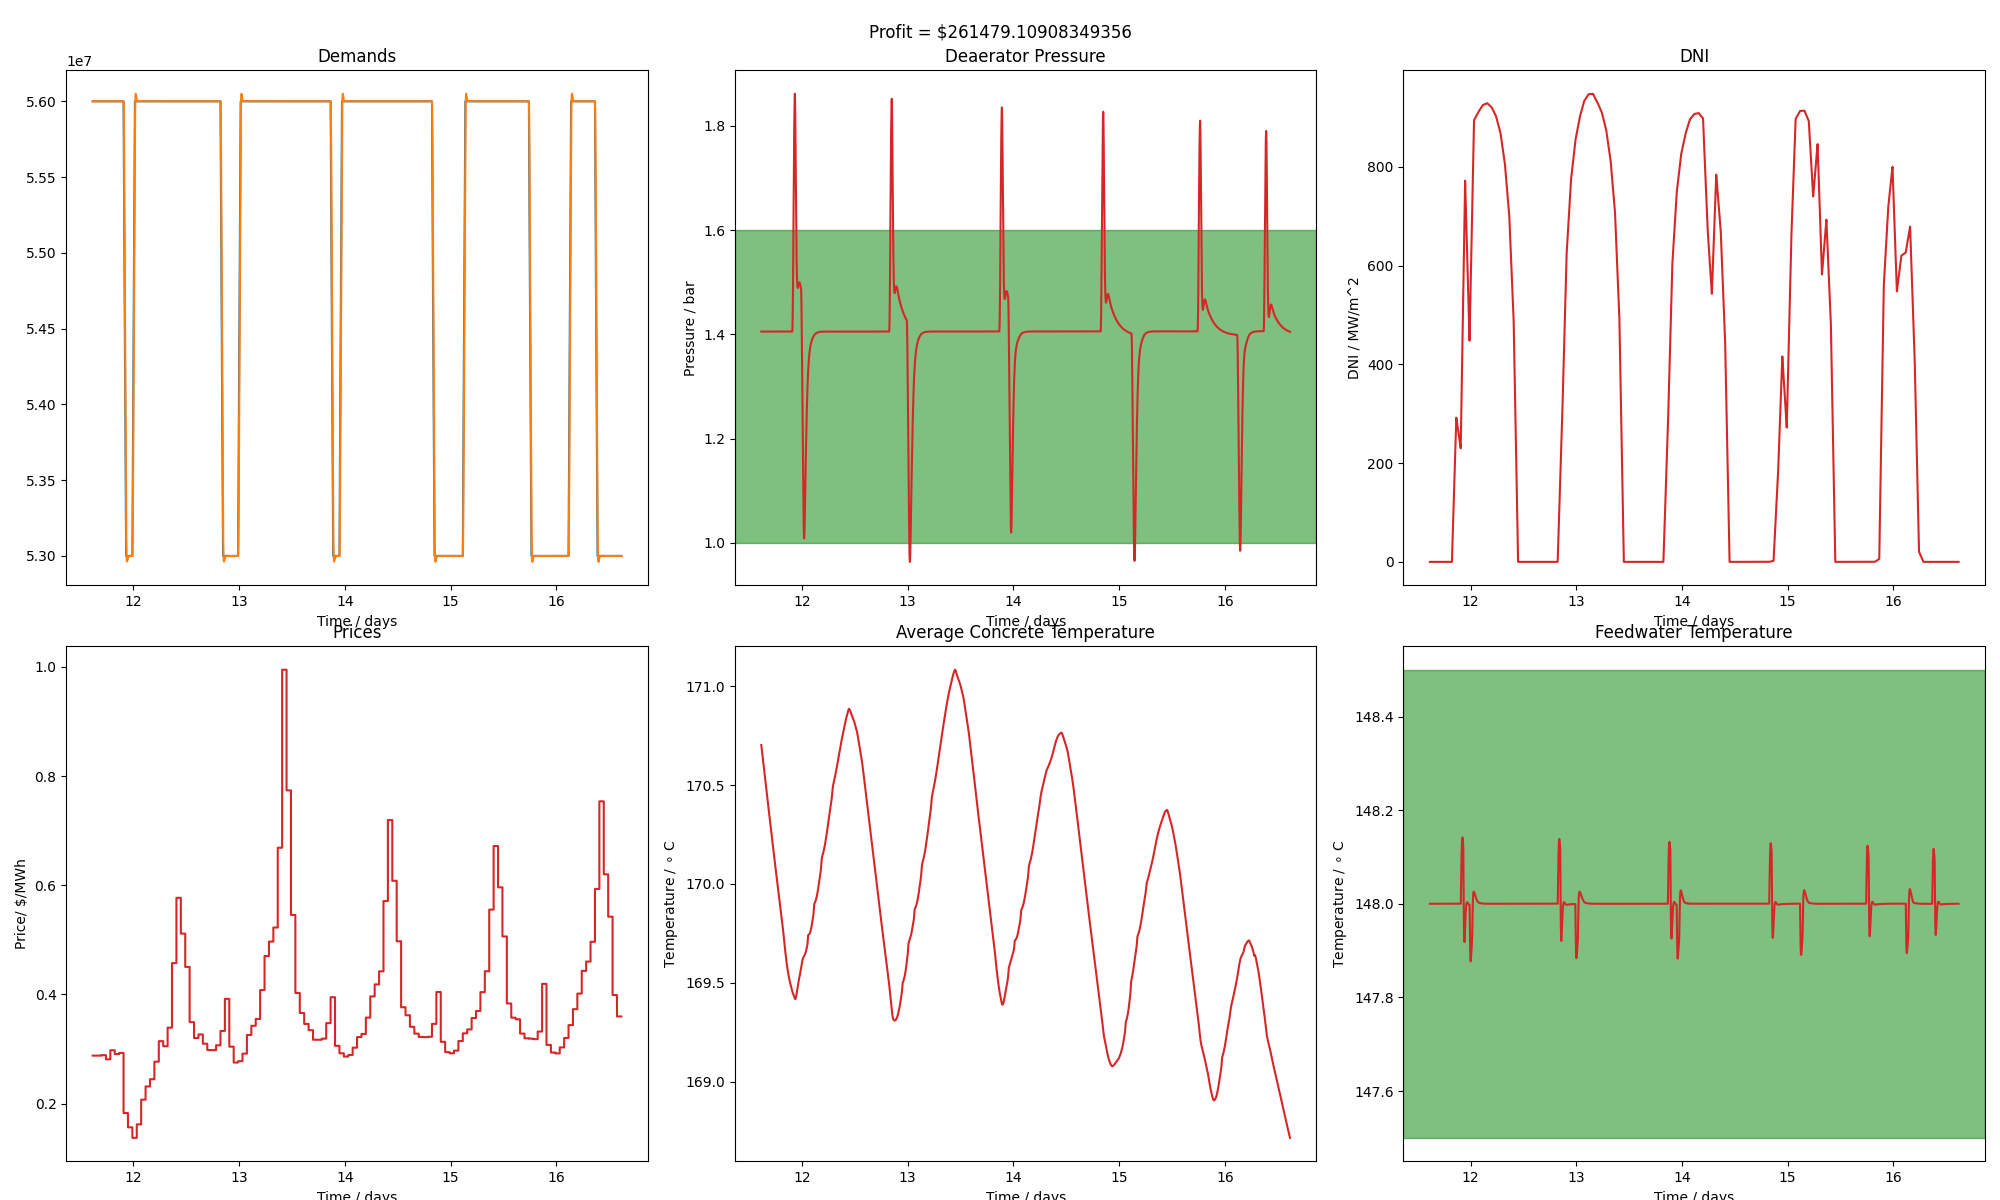 Profit = $261479.10908349356
Demands
1e7
5.60
5.55
5.50
5.45
5.40
5.35
5.30
12 13 14 15 16
Time / days
Deaerator Pressure
Pressure / bar
1.8
1.6
1.4
1.2
1.0
12 13 14 15 16
Time / days
DNI
DNI / MW/m^2
800
600
400
200
0
12 13 14 15 16
Time / days
Prices
Price/ $/MWh
1.0
0.8
0.6
0.4
0.2
12 13 14 15 16
Time / days
Average Concrete Temperature
Temperature / ∘ C
171.0
170.5
170.0
169.5
169.0
12 13 14 15 16
Time / days
Feedwater Temperature
Temperature / ∘ C
148.4
148.2
148.0
147.8
147.6
12 13 14 15 16
Time / days